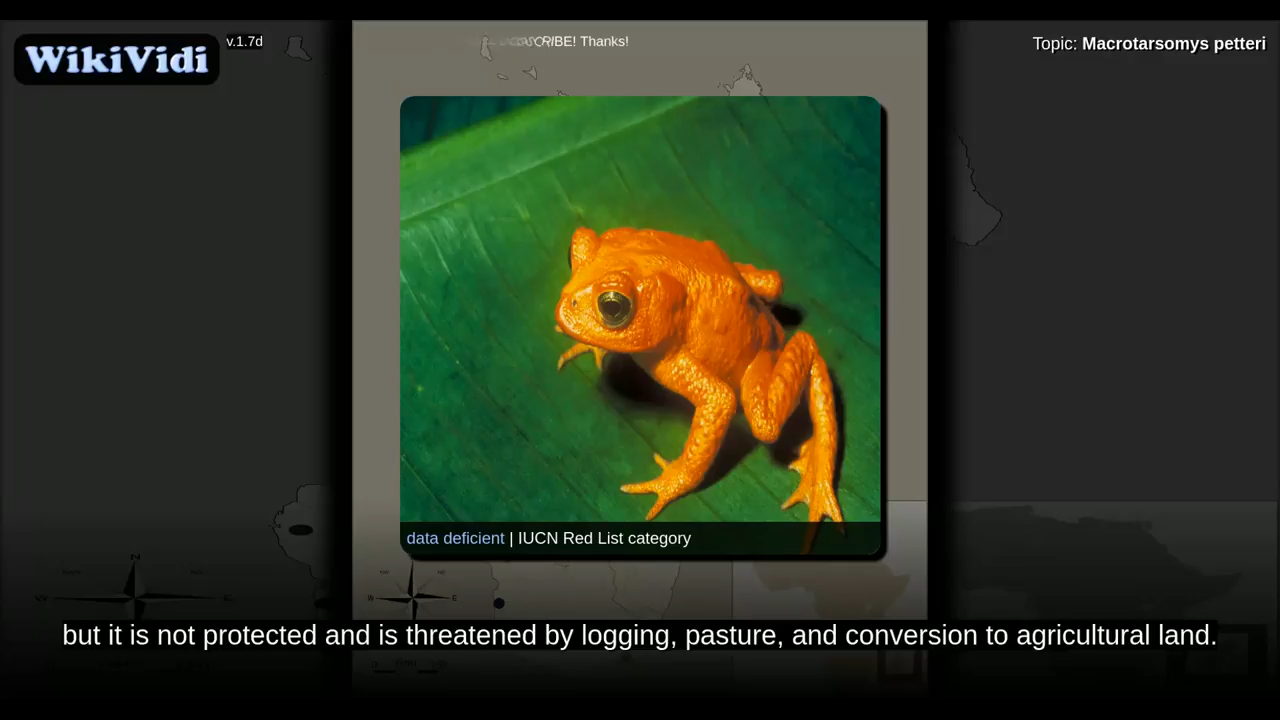 WikiVidi
v.1.7d
SCRIBE! Thanks!
Topic: Macrotarsomys petteri
data deficient | IUCN Red List category
N
W
E
but it is not protected and is threatened by logging, pasture, and conversion to agricultural land.